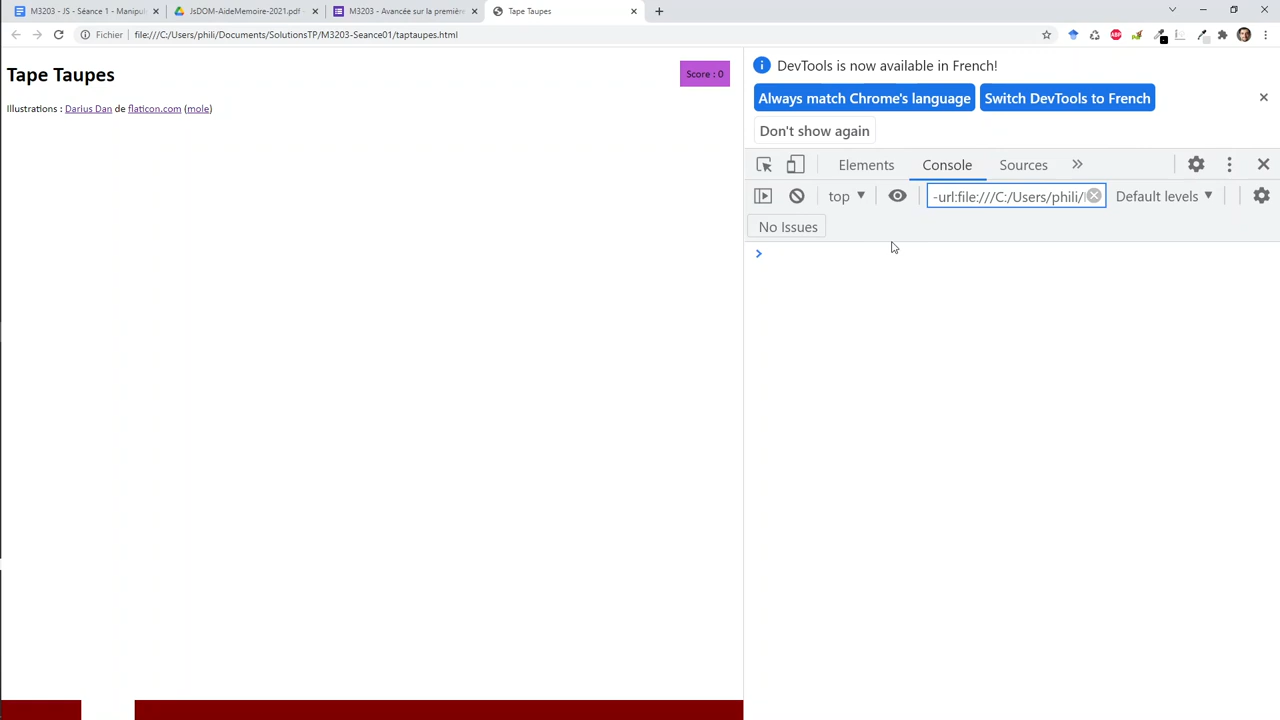 M3203 - JS - Séance 1 - Manipul
JsDOM-AideMemoire-2021.pdf -
M3203 - Avancée sur la première
Tape Taupes
Fichier
file:///C:/Users/phili/Documents/SolutionsTP/M3203-Seance01/taptaupes.html
Tape Taupes
Score : 0
Illustrations : Darius Dan de flaticon.com (mole)
DevTools is now available in French!
Always match Chrome's language
Switch DevTools to French
Don't show again
Elements
Console
Sources
top
-url:file:///C:/Users/phili/
Default levels
No Issues